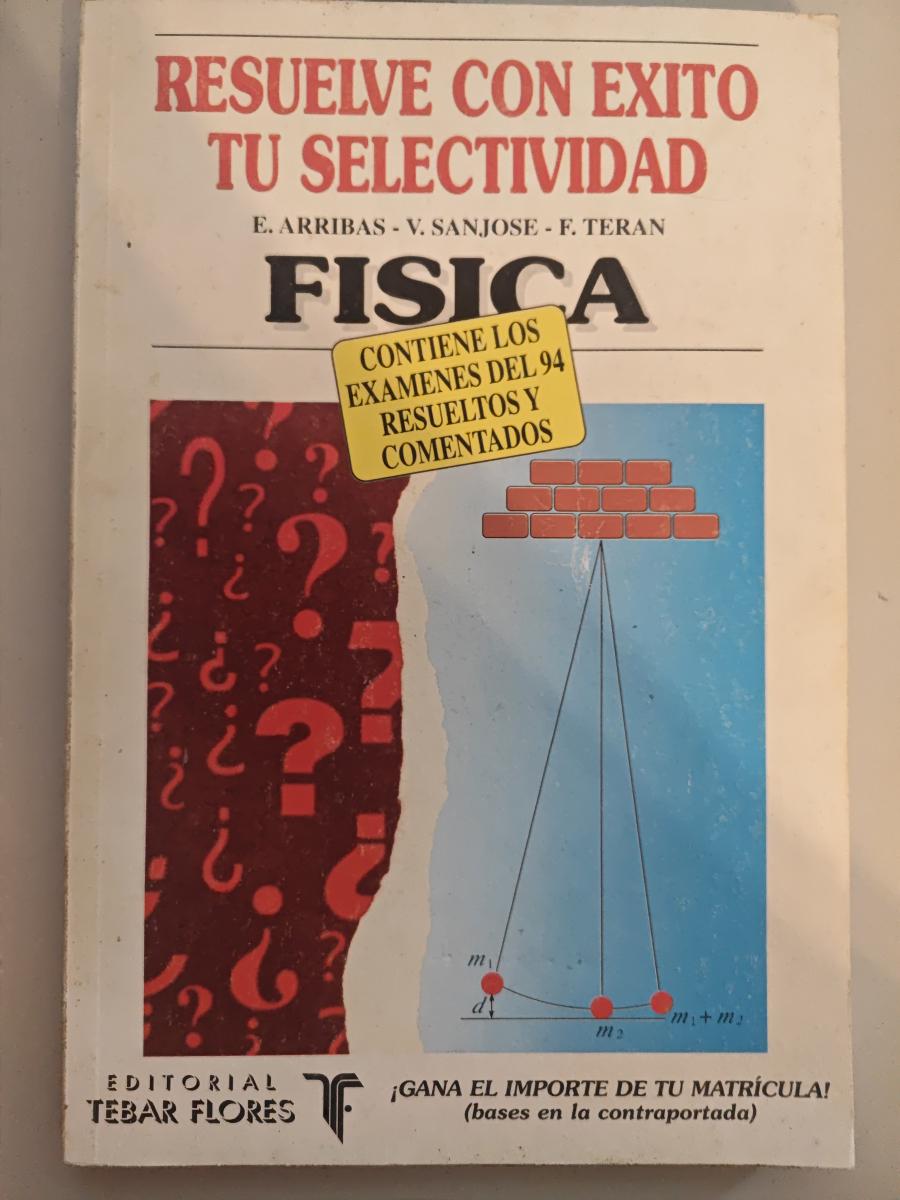 RESUELVE CON EXITO
TU SELECTIVIDAD
E. ARRIBAS - V. SANJOSE - F. TERAN
FISICA
CONTIENE LOS
EXAMENES DEL 94
RESUELTOS Y
COMENTADOS
m₁
d
m₂
m₁ + m₂
EDITORIAL
TEBAR FLORES
TF
¡GANA EL IMPORTE DE TU MATRÍCULA!
(bases en la contraportada)